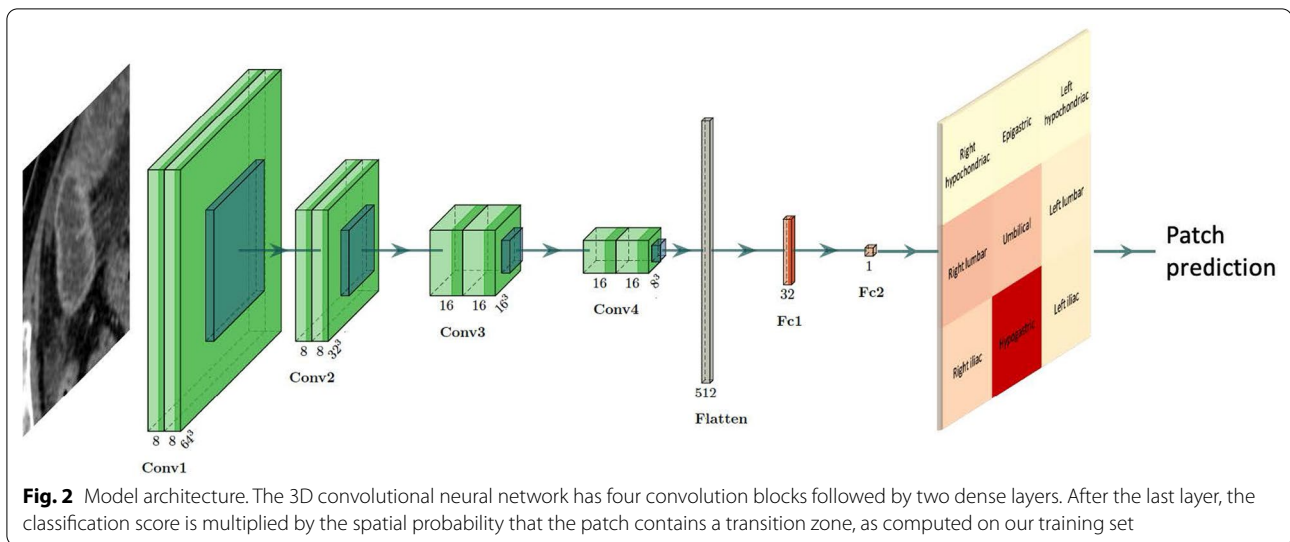 8 8 64³
Conv1
8 8 32³
Conv2
16 16 16³
Conv3
16 16 8³
Conv4
512
Flatten
32
Fc1
1
Fc2
Right hypochondriac
Epigastric
Left hypochondriac
Right lumbar
Umbilical
Left lumbar
Right iliac
Hypogastric
Left iliac
Patch
prediction
Fig. 2 Model architecture. The 3D convolutional neural network has four convolution blocks followed by two dense layers. After the last layer, the
classification score is multiplied by the spatial probability that the patch contains a transition zone, as computed on our training set